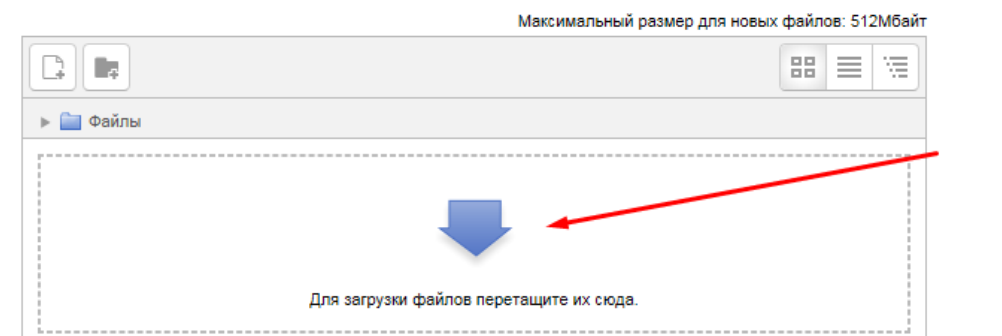 Максимальный размер для новых файлов: 512Мбайт
Файлы
Для загрузки файлов перетащите их сюда.